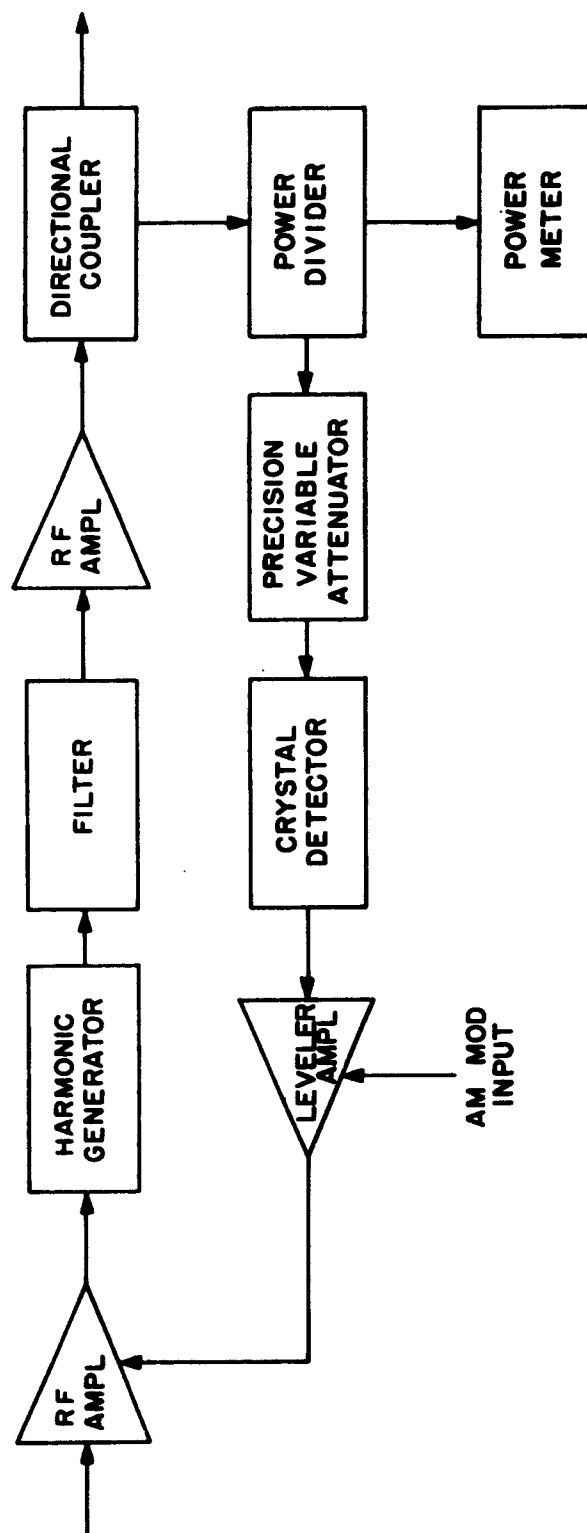 RF
AMPL
HARMONIC
GENERATOR
FILTER
RF
AMPL
DIRECTIONAL
COUPLER
LEVELER
AMPL
CRYSTAL
DETECTOR
PRECISION
VARIABLE
ATTENUATOR
POWER
DIVIDER
AM MOD
INPUT
POWER
METER